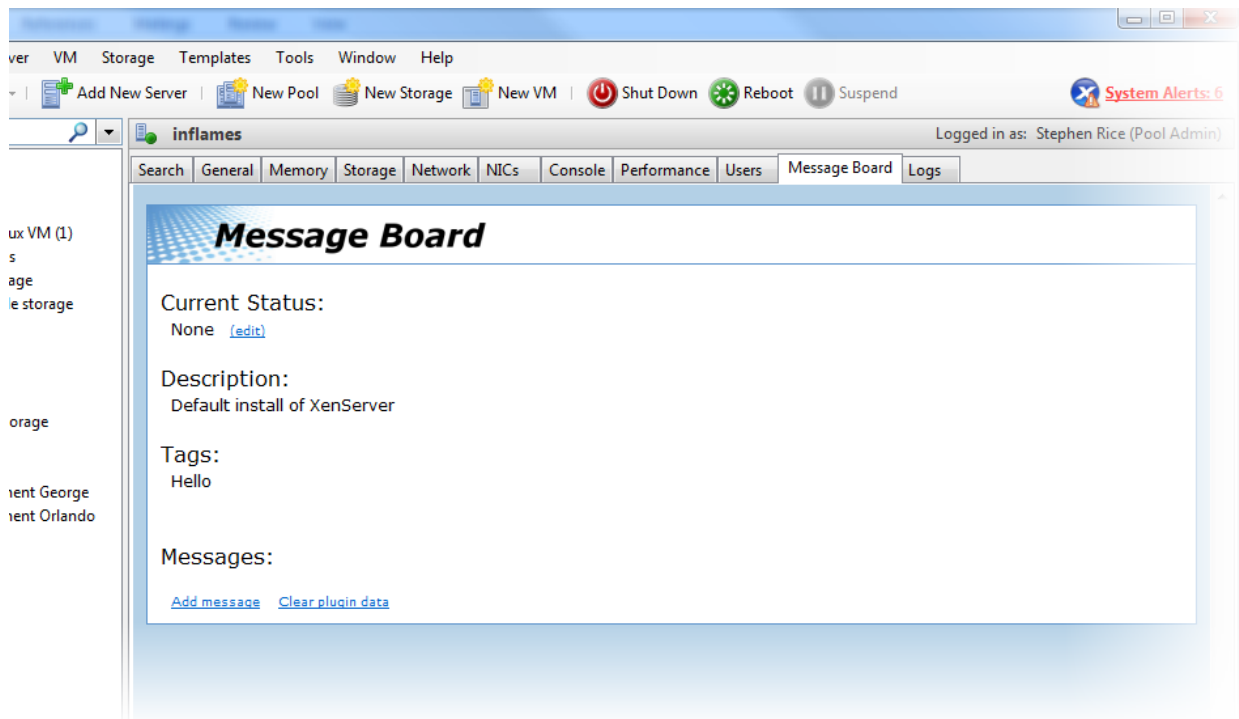 ver VM Storage Templates Tools Window Help
Add New Server New Pool New Storage New VM Shut Down Reboot Suspend System Alerts: 6
inflames Logged in as: Stephen Rice (Pool Admin)
Search General Memory Storage Network NICs Console Performance Users Message Board Logs
Message Board
ux VM (1)
s
age
le storage
orage
nent George
nent Orlando
Current Status:
None (edit)
Description:
Default install of XenServer
Tags:
Hello
Messages:
Add message Clear plugin data